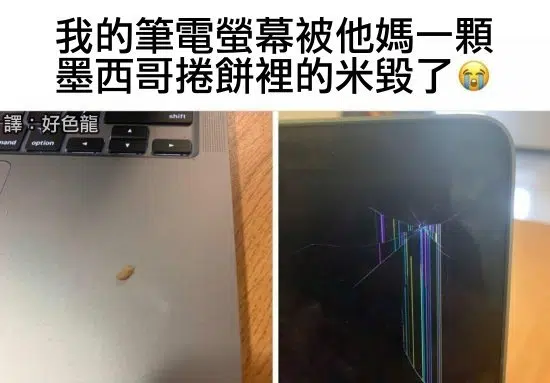 我的筆電螢幕被他媽一顆
墨西哥捲餅裡的米毀了😭
譯：好色龍
shift
mand
option